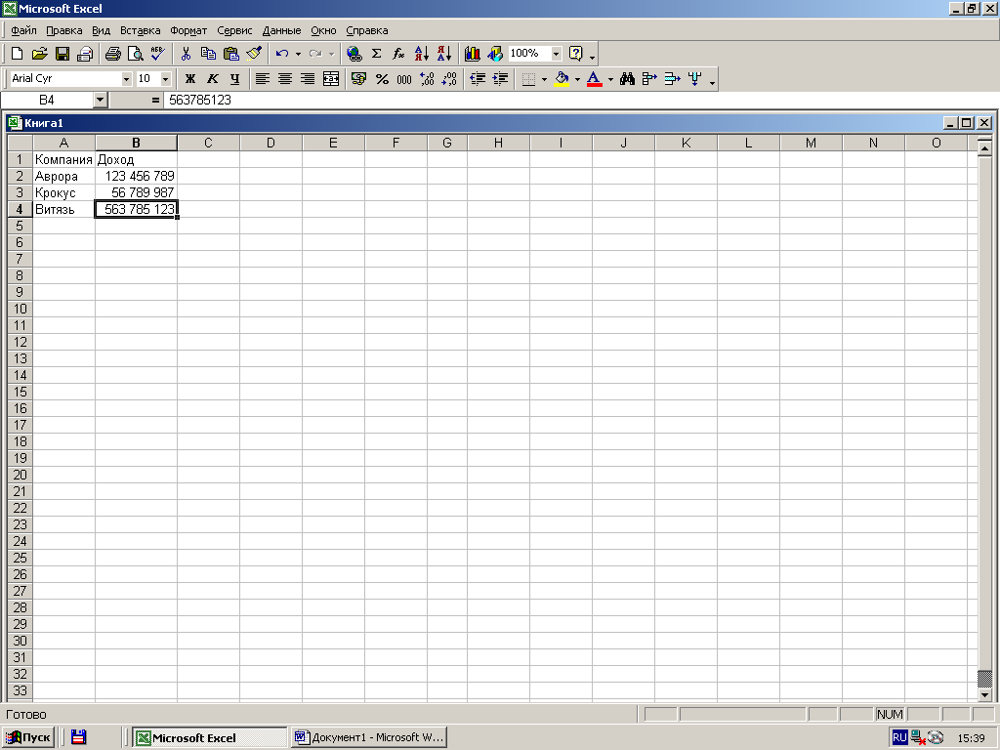 Microsoft Excel
Файл Правка Вид Вставка Формат Сервис Данные Окно Справка
100%
Arial Cyr 10 Ж К Ч % 000
B4 = 563785123
Книга1
A B C D E F G H I J K L M N O
1 Компания Доход
2 Аврора 123 456 789
3 Крокус 56 789 987
4 Витязь 563 785 123
5
6
7
8
9
10
11
12
13
14
15
16
17
18
19
20
21
22
23
24
25
26
27
28
29
30
31
32
33
Готово NUM
Пуск Microsoft Excel Документ1 - Microsoft W... RU 15:39